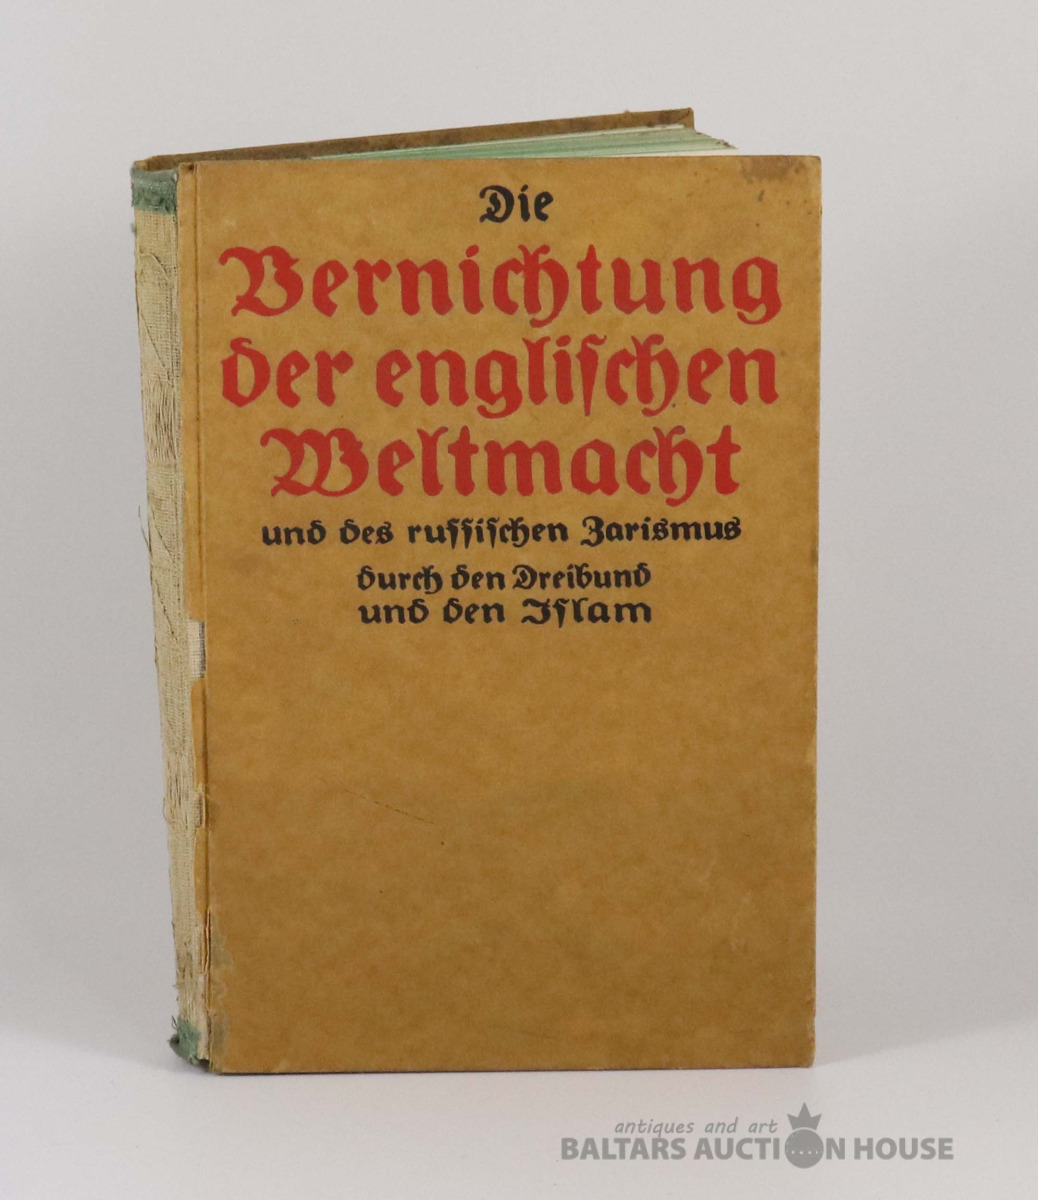 Die
Vernichtung
der engliſchen
Weltmacht
und des ruſſiſchen Zarismus
durch den Dreibund
und den Iſlam
antiques and art
BALTARS AUCTION HOUSE